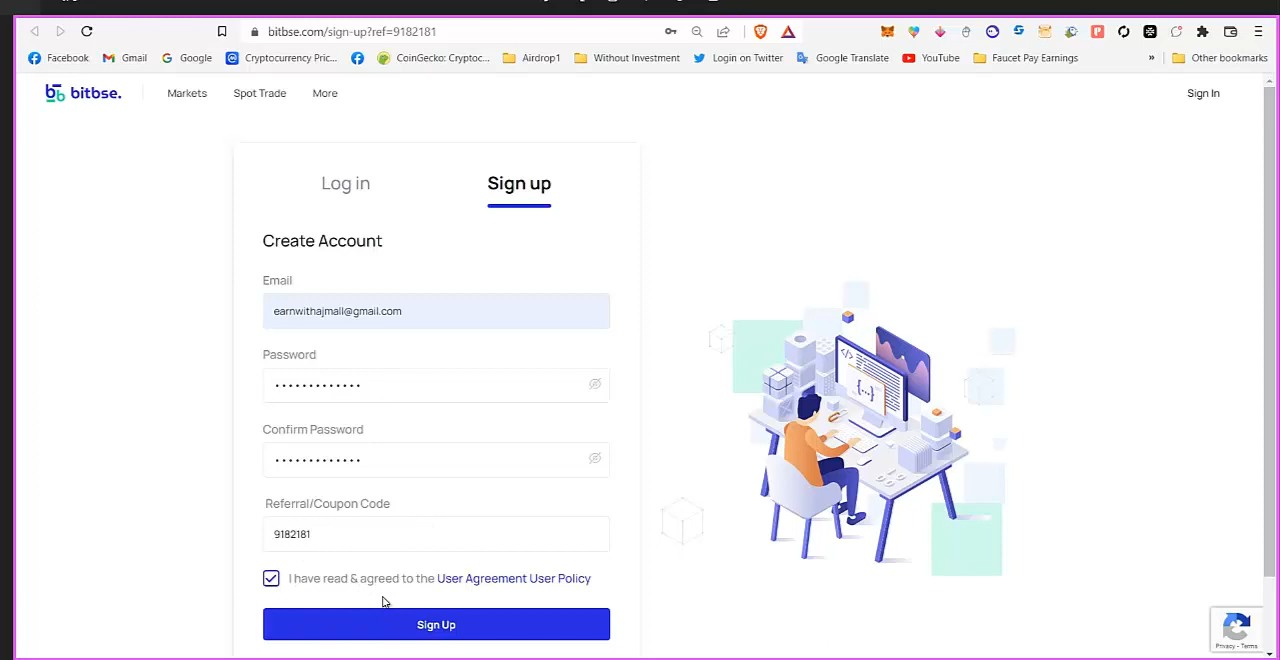 bitbse.com/sign-up?ref=9182181
Facebook Gmail Google Cryptocurrency Pric... CoinGecko: Cryptoc... Airdrop1 Without Investment Login on Twitter Google Translate YouTube Faucet Pay Earnings » Other bookmarks
bitbse. Markets Spot Trade More Sign In
Log in Sign up
Create Account
Email
earnwithajmall@gmail.com
Password
Confirm Password
Referral/Coupon Code
9182181
I have read & agreed to the User Agreement User Policy
Sign Up
Privacy - Terms